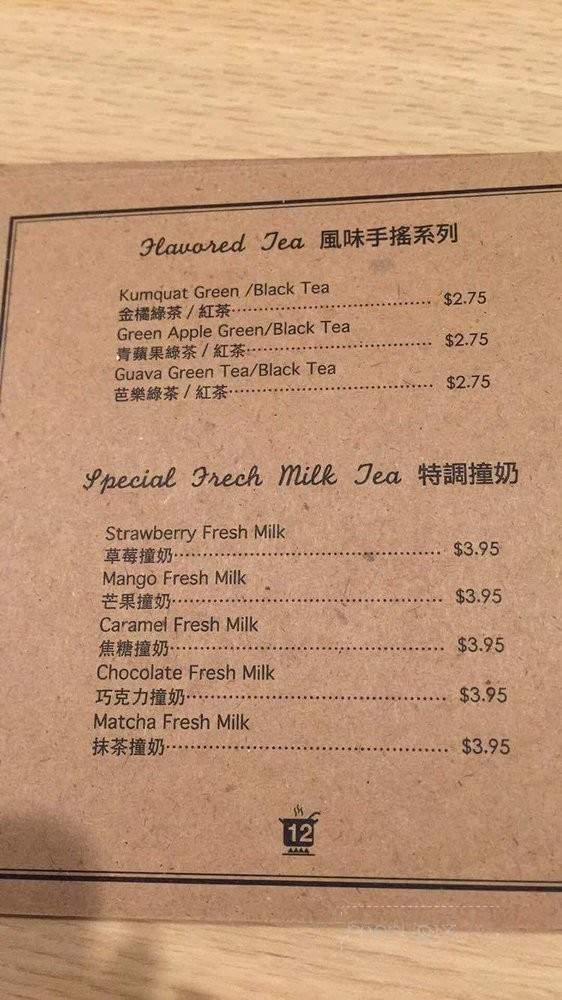 Flavored Tea 風味手搖系列
Kumquat Green /Black Tea
金橘綠茶 / 紅茶 $2.75
Green Apple Green/Black Tea
青蘋果綠茶 / 紅茶 $2.75
Guava Green Tea/Black Tea
芭樂綠茶 / 紅茶 $2.75
Special Frech Milk Tea 特調撞奶
Strawberry Fresh Milk
草莓撞奶 $3.95
Mango Fresh Milk
芒果撞奶 $3.95
Caramel Fresh Milk
焦糖撞奶 $3.95
Chocolate Fresh Milk
巧克力撞奶 $3.95
Matcha Fresh Milk
抹茶撞奶 $3.95
12